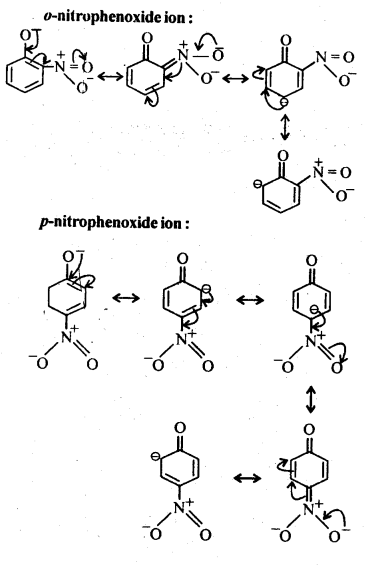 o-nitrophenoxide ion :
O⁻ N⁺ = O O⁻ ↔ O N⁺ — O⁻ O⁻ ↔ O N⁺ = O O⁻ ⊖
↕
O ⊖ N⁺ = O O⁻
p-nitrophenoxide ion :
O⁻ ↔ O ⊖ ↔ O ⊖
N⁺ N⁺ N⁺
⁻O O ⁻O O ⁻O O
↕
⊖ O ↔ O
N⁺ N⁺
⁻O O ⁻O O⁻